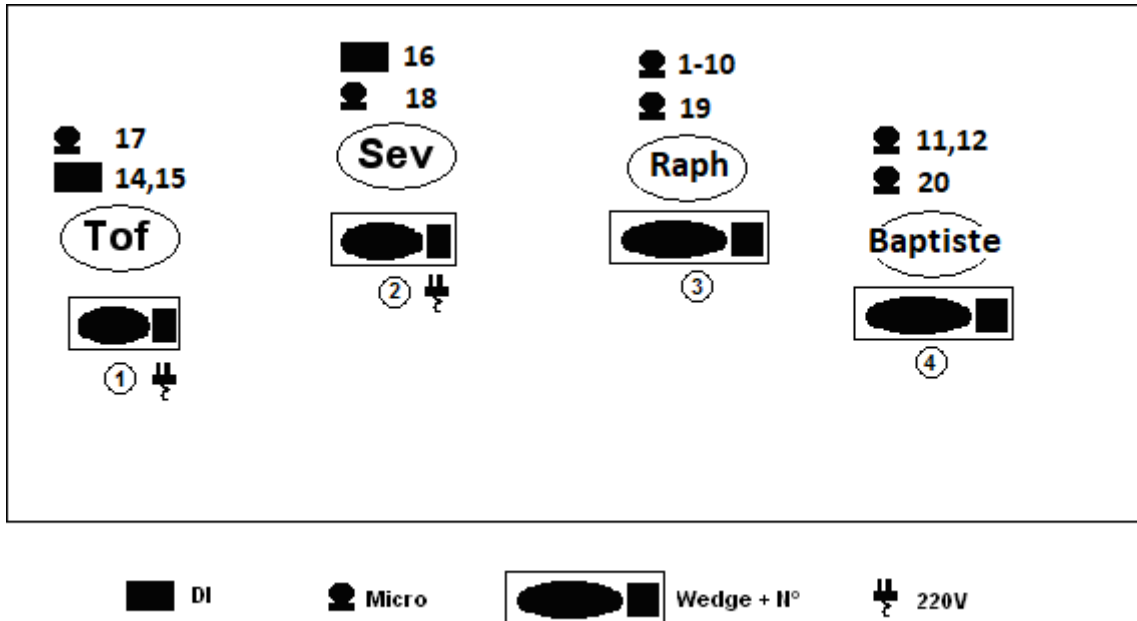 16
18
Sev
2
1-10
19
Raph
3
17
14,15
Tof
1
11,12
20
Baptiste
4
DI
Micro
Wedge + N°
220V